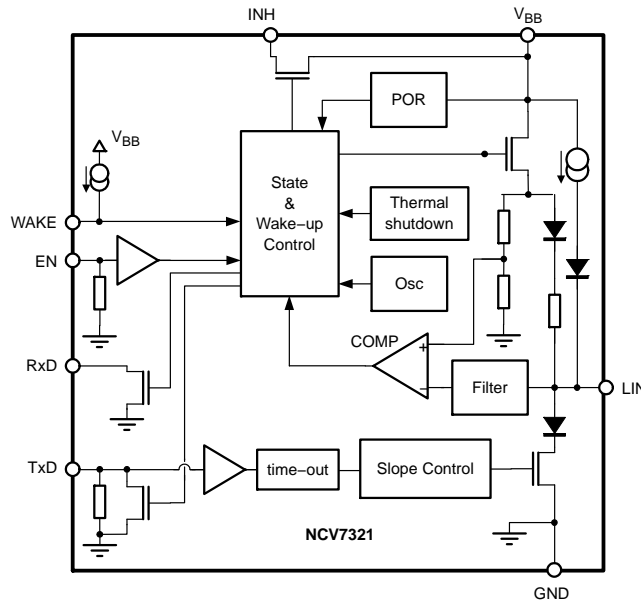 INH
VBB
POR
VBB
State
&
Wake−up
Control
Thermal
shutdown
WAKE
EN
Osc
COMP
+
−
RxD
Filter
LIN
TxD
time−out
Slope Control
NCV7321
GND